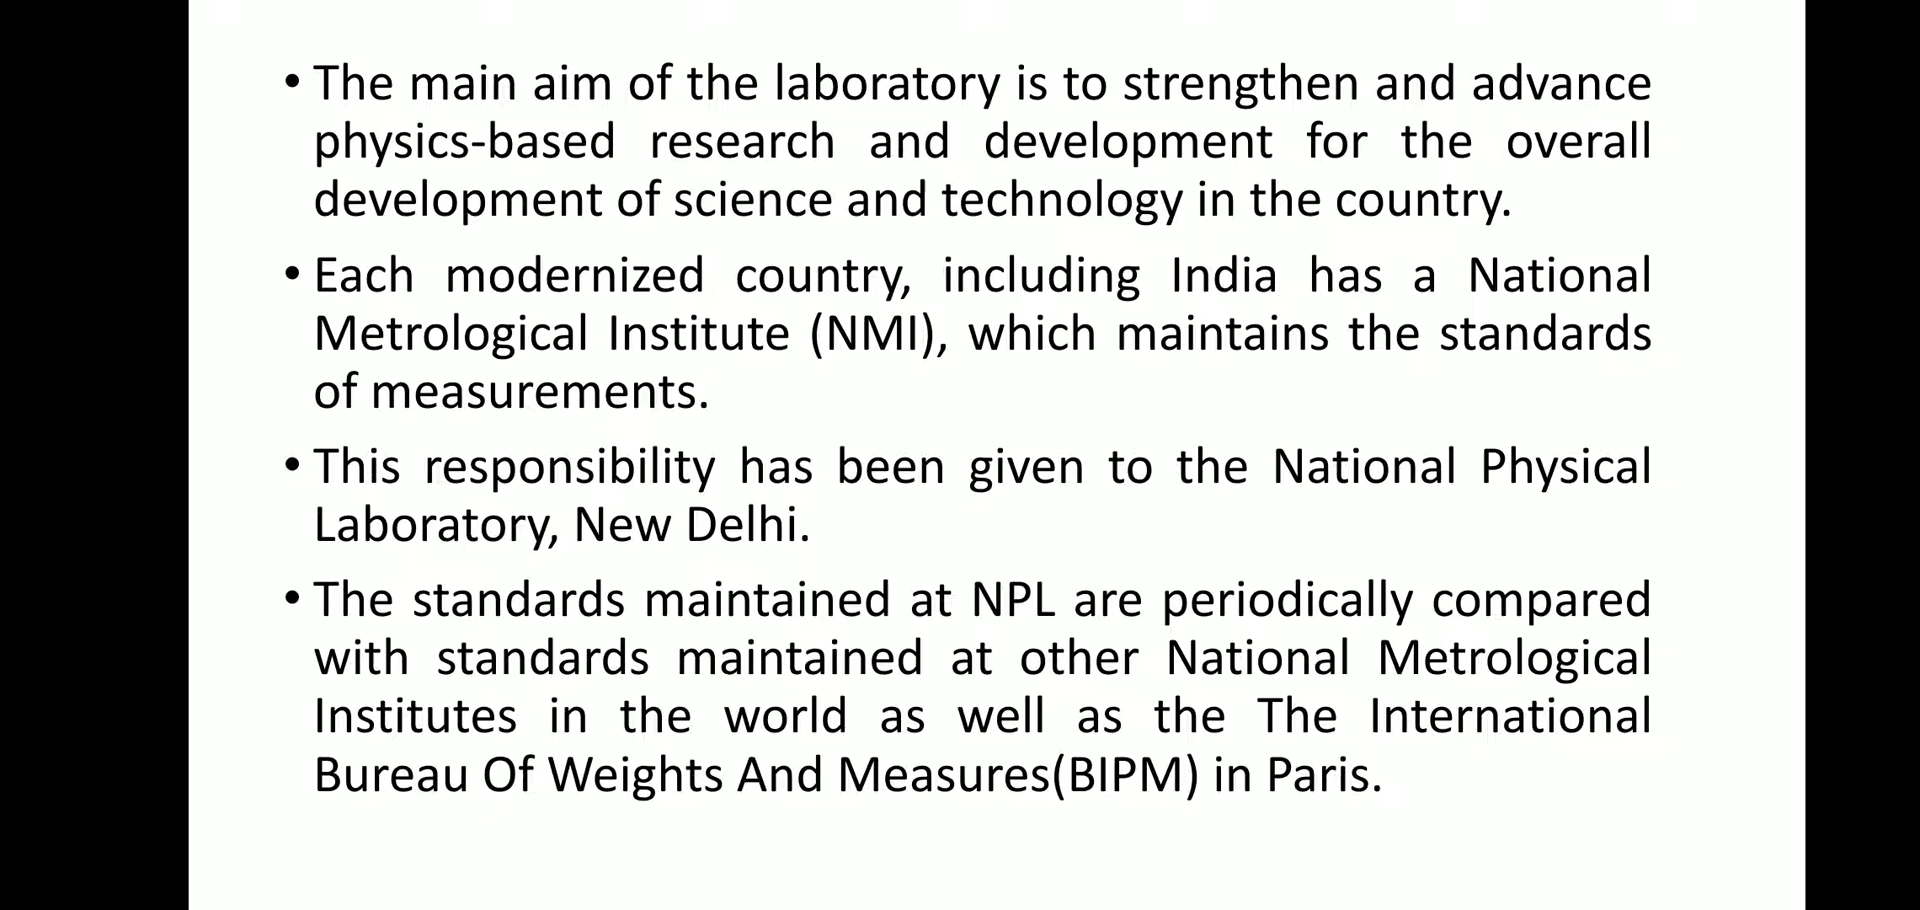 • The main aim of the laboratory is to strengthen and advance
physics-based research and development for the overall
development of science and technology in the country.
• Each modernized country, including India has a National
Metrological Institute (NMI), which maintains the standards
of measurements.
• This responsibility has been given to the National Physical
Laboratory, New Delhi.
• The standards maintained at NPL are periodically compared
with standards maintained at other National Metrological
Institutes in the world as well as the The International
Bureau Of Weights And Measures(BIPM) in Paris.